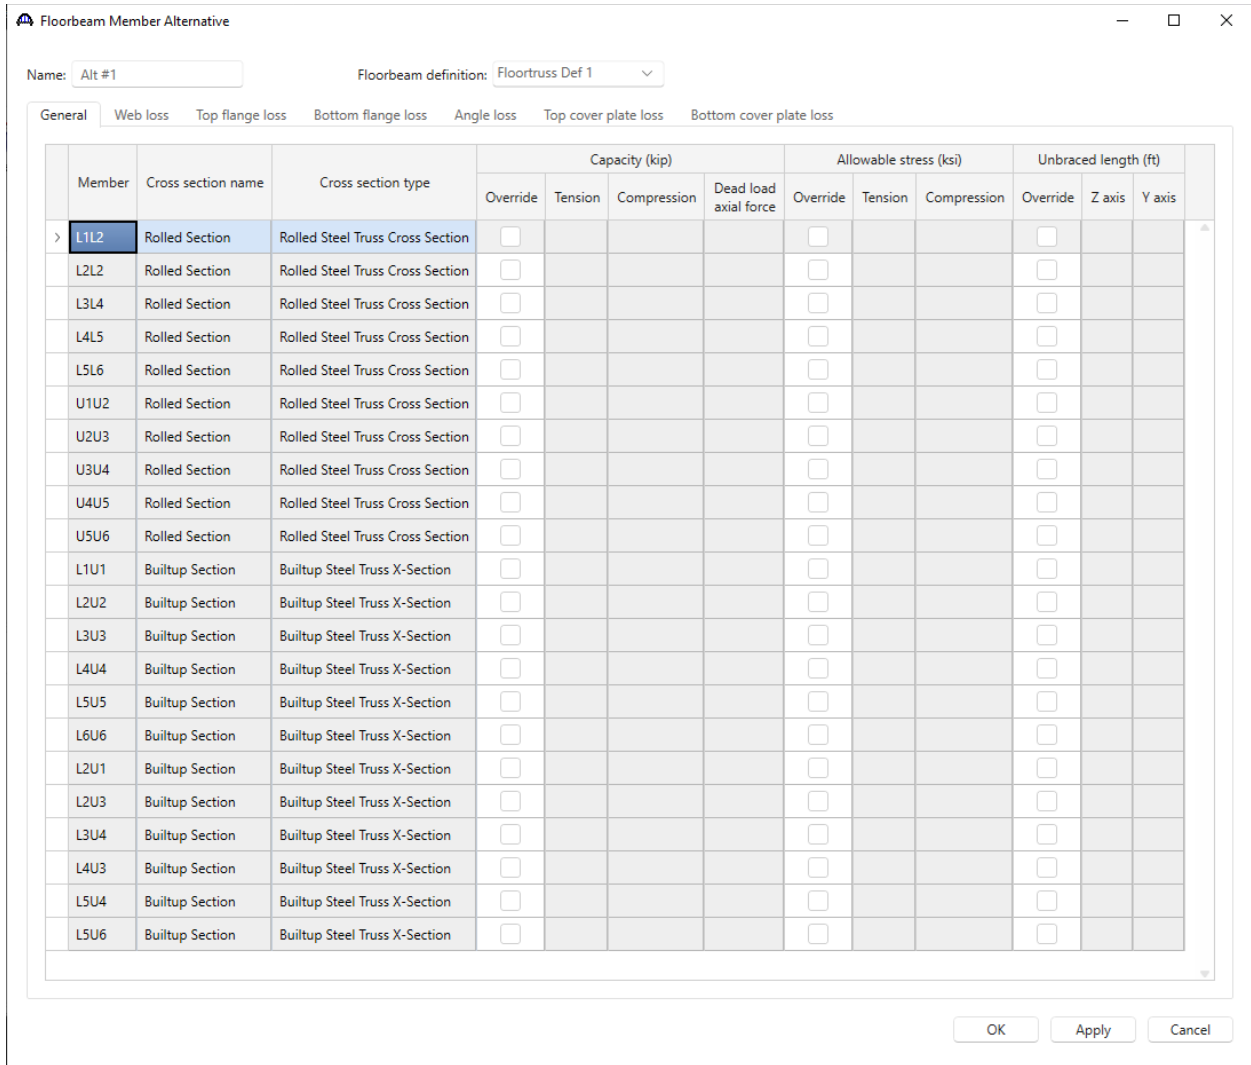 Floorbeam Member Alternative
Name: Alt #1 Floorbeam definition: Floortruss Def 1
General Web loss Top flange loss Bottom flange loss Angle loss Top cover plate loss Bottom cover plate loss
Capacity (kip) Allowable stress (ksi) Unbraced length (ft)
Member Cross section name Cross section type Override Tension Compression Dead load axial force Override Tension Compression Override Z axis Y axis
L1L2 Rolled Section Rolled Steel Truss Cross Section
L2L2 Rolled Section Rolled Steel Truss Cross Section
L3L4 Rolled Section Rolled Steel Truss Cross Section
L4L5 Rolled Section Rolled Steel Truss Cross Section
L5L6 Rolled Section Rolled Steel Truss Cross Section
U1U2 Rolled Section Rolled Steel Truss Cross Section
U2U3 Rolled Section Rolled Steel Truss Cross Section
U3U4 Rolled Section Rolled Steel Truss Cross Section
U4U5 Rolled Section Rolled Steel Truss Cross Section
U5U6 Rolled Section Rolled Steel Truss Cross Section
L1U1 Builtup Section Builtup Steel Truss X-Section
L2U2 Builtup Section Builtup Steel Truss X-Section
L3U3 Builtup Section Builtup Steel Truss X-Section
L4U4 Builtup Section Builtup Steel Truss X-Section
L5U5 Builtup Section Builtup Steel Truss X-Section
L6U6 Builtup Section Builtup Steel Truss X-Section
L2U1 Builtup Section Builtup Steel Truss X-Section
L2U3 Builtup Section Builtup Steel Truss X-Section
L3U4 Builtup Section Builtup Steel Truss X-Section
L4U3 Builtup Section Builtup Steel Truss X-Section
L5U4 Builtup Section Builtup Steel Truss X-Section
L5U6 Builtup Section Builtup Steel Truss X-Section
OK Apply Cancel